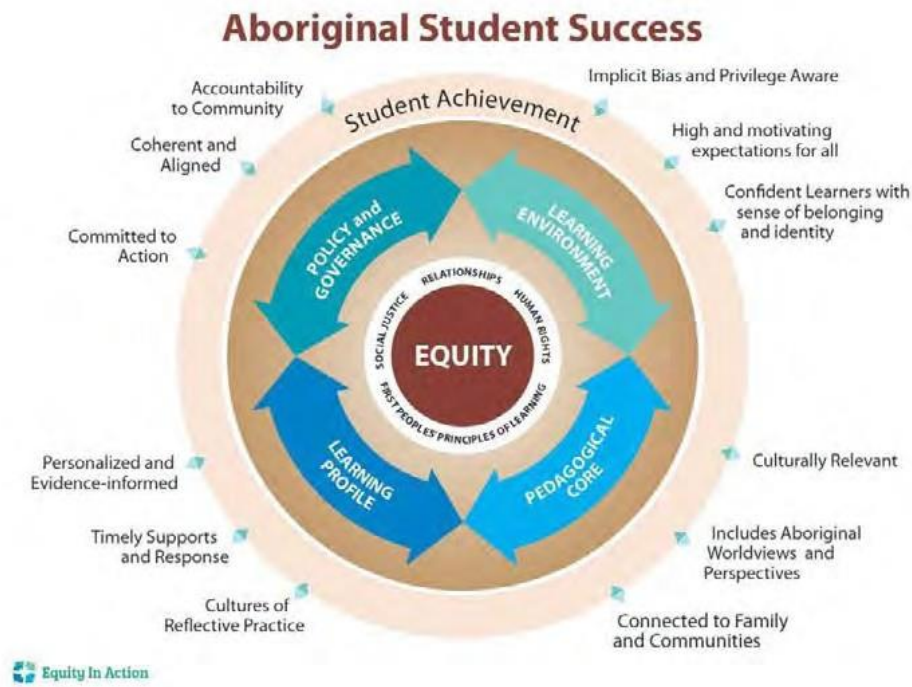 Aboriginal Student Success
Student Achievement
Accountability
to Community
Coherent and
Aligned
Committed to
Action
Implicit Bias and Privilege Aware
High and motivating
expectations for all
Confident Learners with
sense of belonging
and identity
POLICY and
GOVERNANCE
LEARNING
ENVIRONMENT
SOCIAL JUSTICE
RELATIONSHIPS
HUMAN RIGHTS
EQUITY
FIRST PEOPLES' PRINCIPLES OF LEARNING
LEARNING
PROFILE
PEDAGOGICAL
CORE
Personalized and
Evidence-informed
Timely Supports
and Response
Cultures of
Reflective Practice
Culturally Relevant
Includes Aboriginal
Worldviews and
Perspectives
Connected to Family
and Communities
Equity In Action